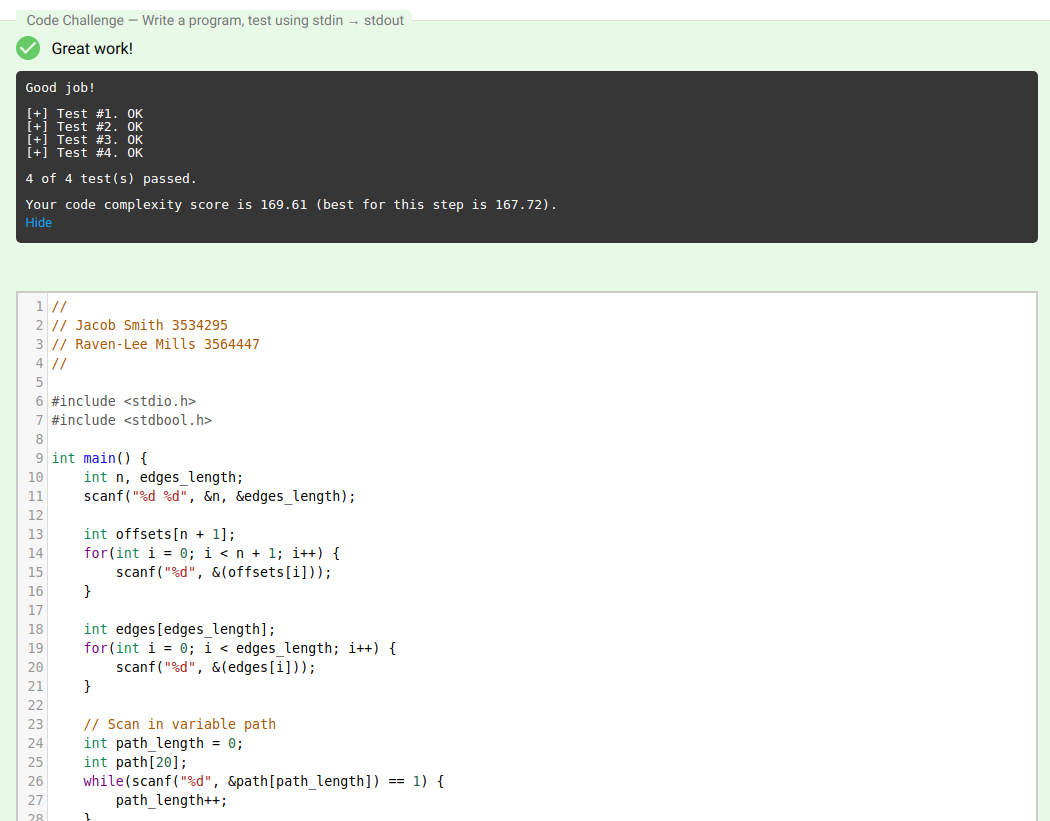 Code Challenge — Write a program, test using stdin → stdout
Great work!
Good job!
[+] Test #1. OK
[+] Test #2. OK
[+] Test #3. OK
[+] Test #4. OK
4 of 4 test(s) passed.
Your code complexity score is 169.61 (best for this step is 167.72).
Hide
1 //
2 // Jacob Smith 3534295
3 // Raven-Lee Mills 3564447
4 //
5
6 #include <stdio.h>
7 #include <stdbool.h>
8
9 int main() {
10     int n, edges_length;
11     scanf("%d %d", &n, &edges_length);
12
13     int offsets[n + 1];
14     for(int i = 0; i < n + 1; i++) {
15         scanf("%d", &(offsets[i]));
16     }
17
18     int edges[edges_length];
19     for(int i = 0; i < edges_length; i++) {
20         scanf("%d", &(edges[i]));
21     }
22
23     // Scan in variable path
24     int path_length = 0;
25     int path[20];
26     while(scanf("%d", &path[path_length]) == 1) {
27         path_length++;
28     }